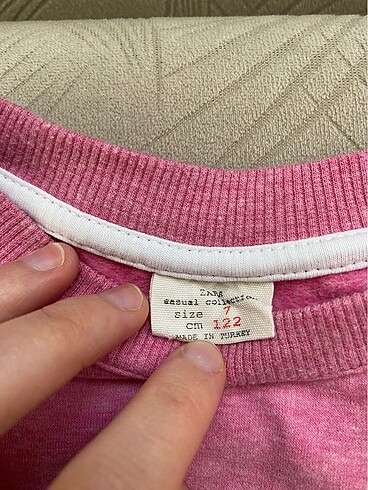 ZARA
casual collection
size 7
cm 122
MADE IN TURKEY